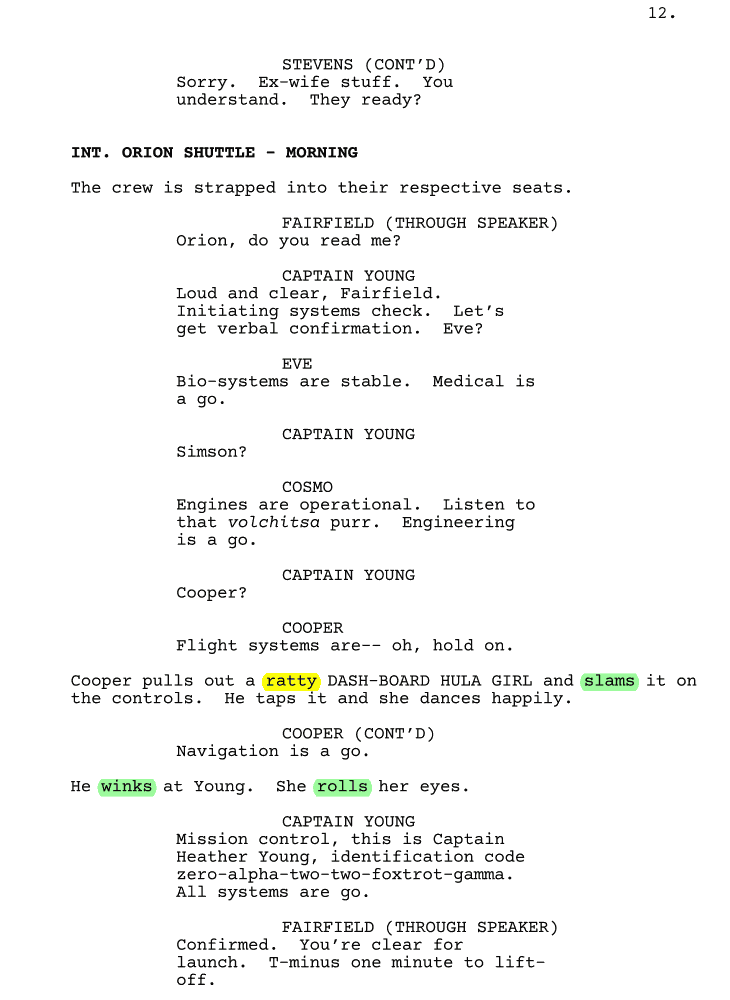 12.
STEVENS (CONT'D)
Sorry.  Ex-wife stuff.  You
understand.  They ready?
INT. ORION SHUTTLE - MORNING
The crew is strapped into their respective seats.
FAIRFIELD (THROUGH SPEAKER)
Orion, do you read me?
CAPTAIN YOUNG
Loud and clear, Fairfield.
Initiating systems check.  Let's
get verbal confirmation.  Eve?
EVE
Bio-systems are stable.  Medical is
a go.
CAPTAIN YOUNG
Simson?
COSMO
Engines are operational.  Listen to
that volchitsa purr.  Engineering
is a go.
CAPTAIN YOUNG
Cooper?
COOPER
Flight systems are-- oh, hold on.
Cooper pulls out a ratty DASH-BOARD HULA GIRL and slams it on
the controls.  He taps it and she dances happily.
COOPER (CONT'D)
Navigation is a go.
He winks at Young.  She rolls her eyes.
CAPTAIN YOUNG
Mission control, this is Captain
Heather Young, identification code
zero-alpha-two-two-foxtrot-gamma.
All systems are go.
FAIRFIELD (THROUGH SPEAKER)
Confirmed.  You're clear for
launch.  T-minus one minute to lift-
off.